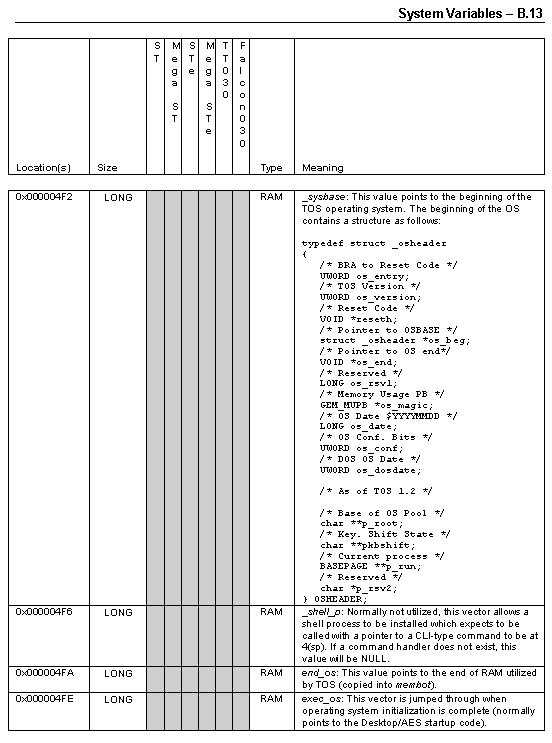 System Variables – B.13
Location(s) Size ST Mega ST STe Mega STe TT030 Falcon030 Type Meaning
0x000004F2 LONG RAM _sysbase: This value points to the beginning of the
TOS operating system. The beginning of the OS
contains a structure as follows:
typedef struct _osheader
{
/* BRA to Reset Code */
UWORD os_entry;
/* TOS Version */
UWORD os_version;
/* Reset Code */
VOID *reseth;
/* Pointer to OSBASE */
struct _osheader *os_beg;
/* Pointer to OS end*/
VOID *os_end;
/* Reserved */
LONG os_rsv1;
/* Memory Usage PB */
GEM_MUPB *os_magic;
/* OS Date $YYYYMMDD */
LONG os_date;
/* OS Conf. Bits */
UWORD os_conf;
/* DOS OS Date */
UWORD os_dosdate;
/* As of TOS 1.2 */
/* Base of OS Pool */
char **p_root;
/* Key. Shift State */
char **pkbshift;
/* Current process */
BASEPAGE **p_run;
/* Reserved */
char *p_rsv2;
} OSHEADER;
0x000004F6 LONG RAM _shell_p: Normally not utilized, this vector allows a
shell process to be installed which expects to be
called with a pointer to a CLI-type command to be at
4(sp). If a command handler does not exist, this
value will be NULL.
0x000004FA LONG RAM end_os: This value points to the end of RAM utilized
by TOS (copied into membot).
0x000004FE LONG RAM exec_os: This vector is jumped through when
operating system initialization is complete (normally
points to the Desktop/AES startup code).